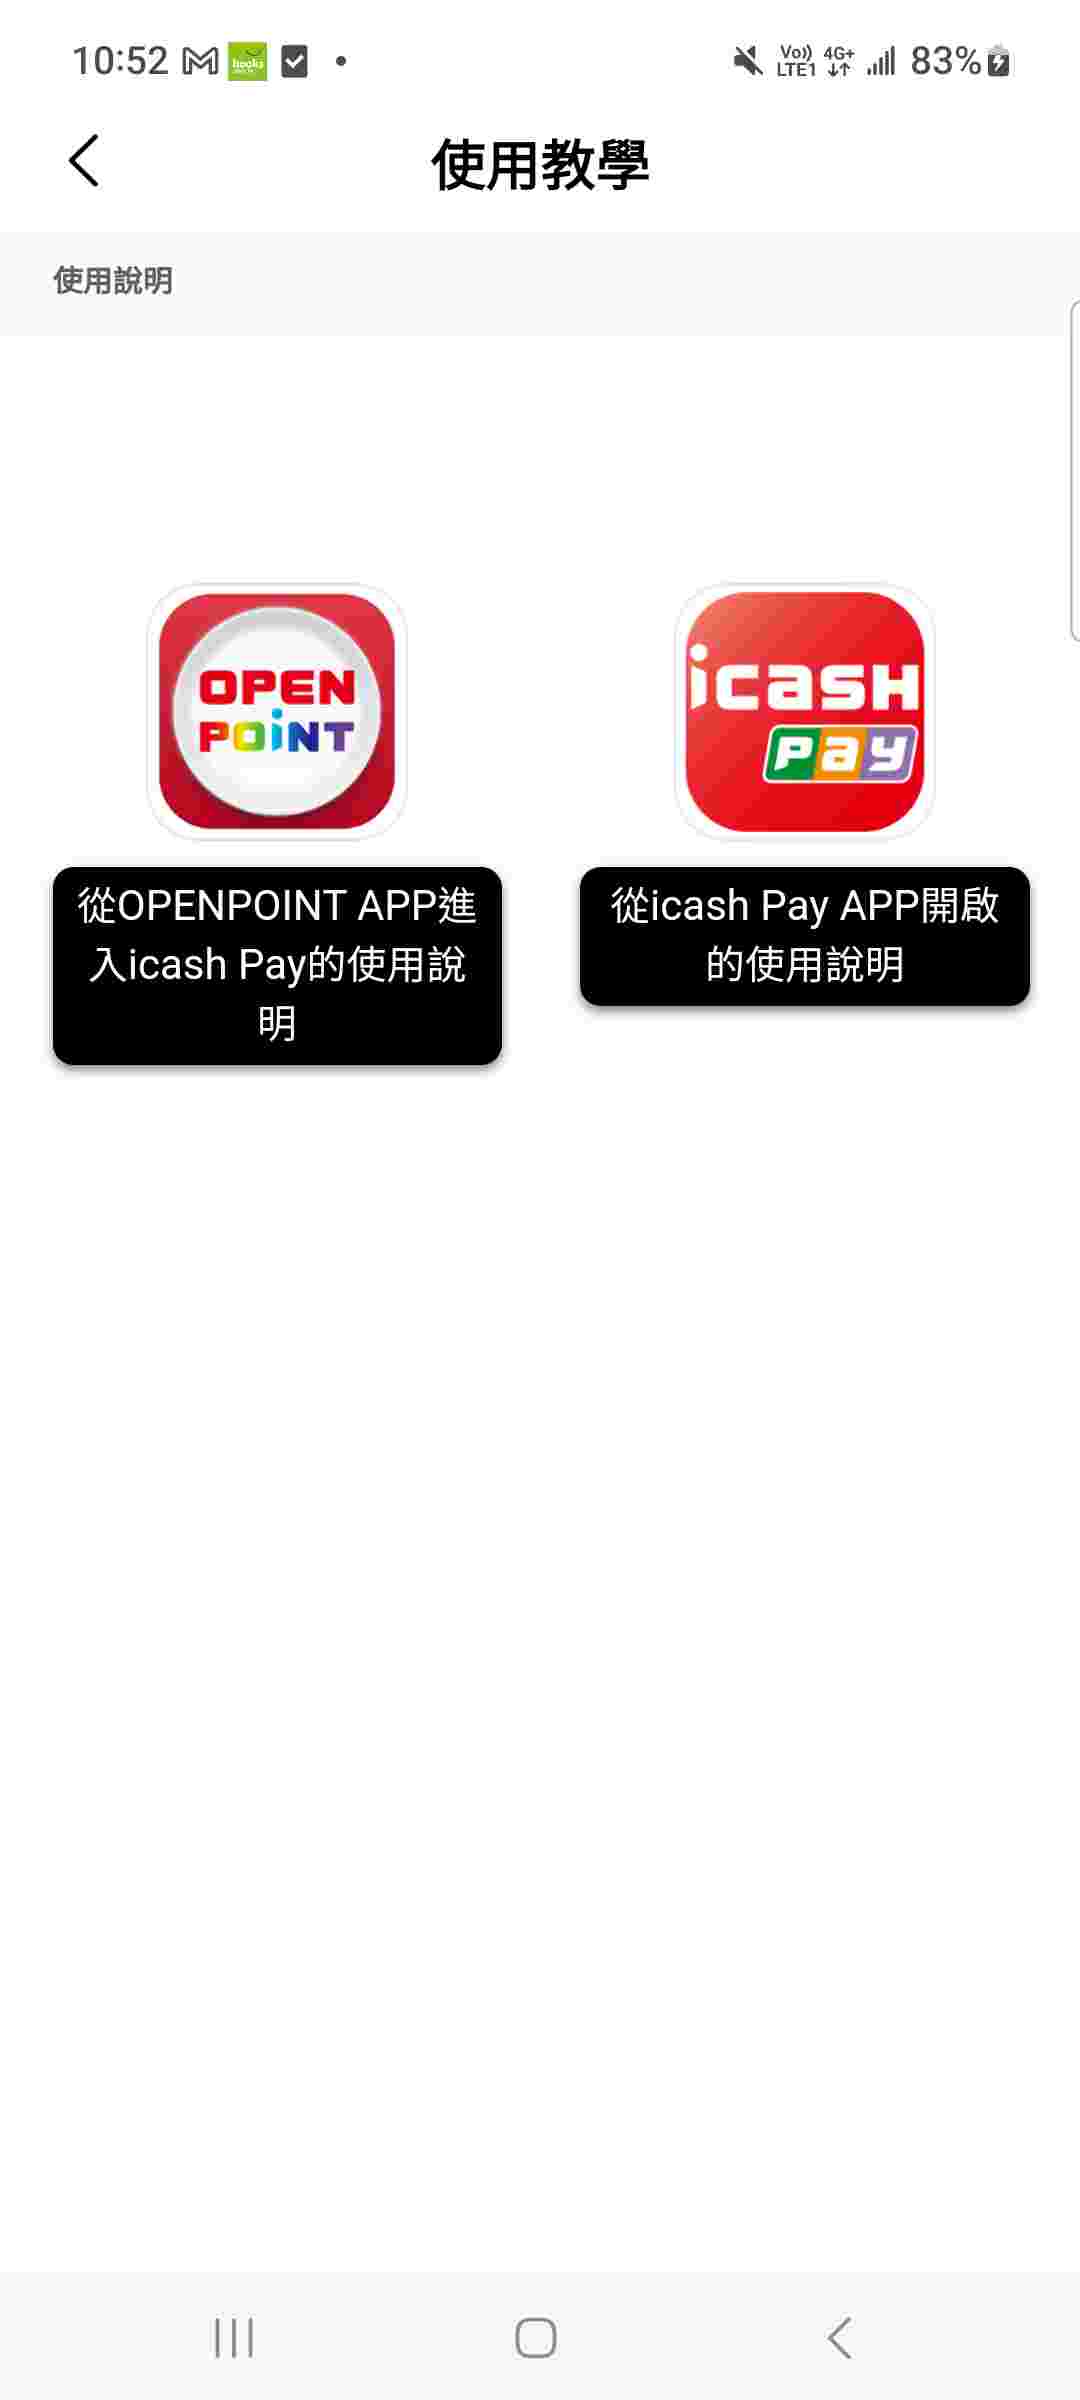 10:52
books
Vo)) LTE1
4G+
83%
使用教學
使用說明
OPEN
POiNT
icash
pay
從OPENPOINT APP進
入icash Pay的使用說
明
從icash Pay APP開啟
的使用說明